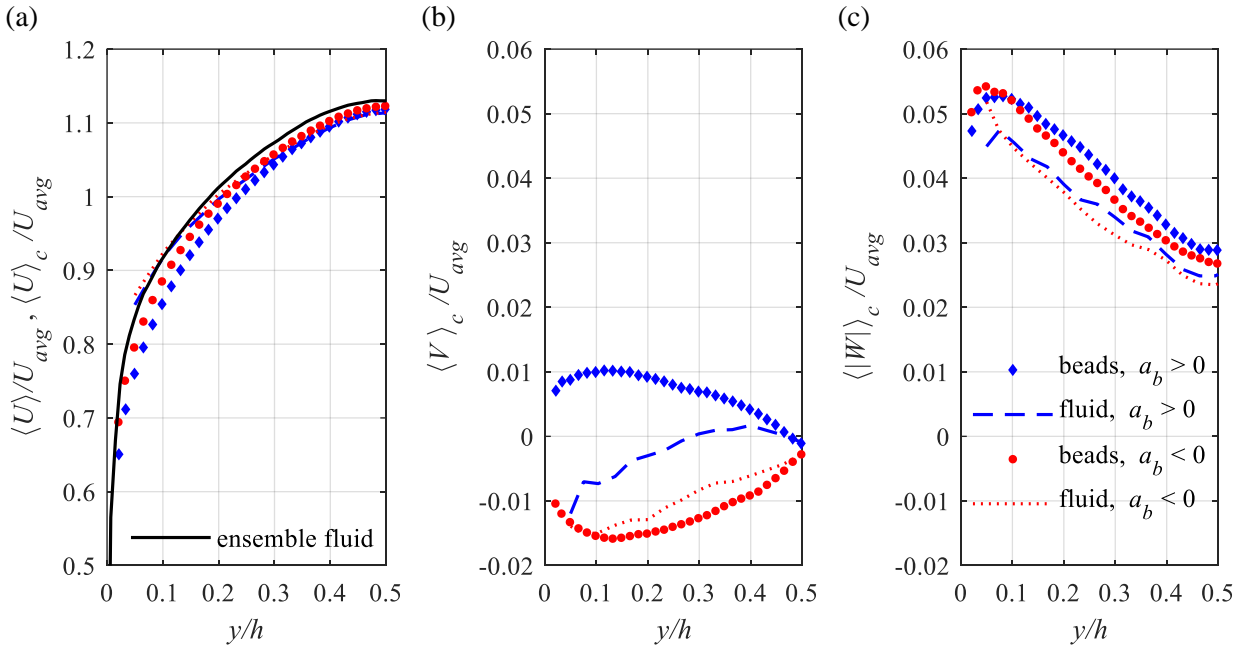 (a)
1.2
1.1
1
0.9
0.8
0.7
0.6
0.5
0 0.1 0.2 0.3 0.4 0.5
y/h
⟨U⟩/U_avg , ⟨U⟩_c /U_avg
ensemble fluid
(b)
0.06
0.05
0.04
0.03
0.02
0.01
0
-0.01
-0.02
0 0.1 0.2 0.3 0.4 0.5
y/h
⟨V⟩_c /U_avg
(c)
0.06
0.05
0.04
0.03
0.02
0.01
0
-0.01
-0.02
0 0.1 0.2 0.3 0.4 0.5
y/h
⟨|W|⟩_c /U_avg
beads, a_b > 0
fluid, a_b > 0
beads, a_b < 0
fluid, a_b < 0